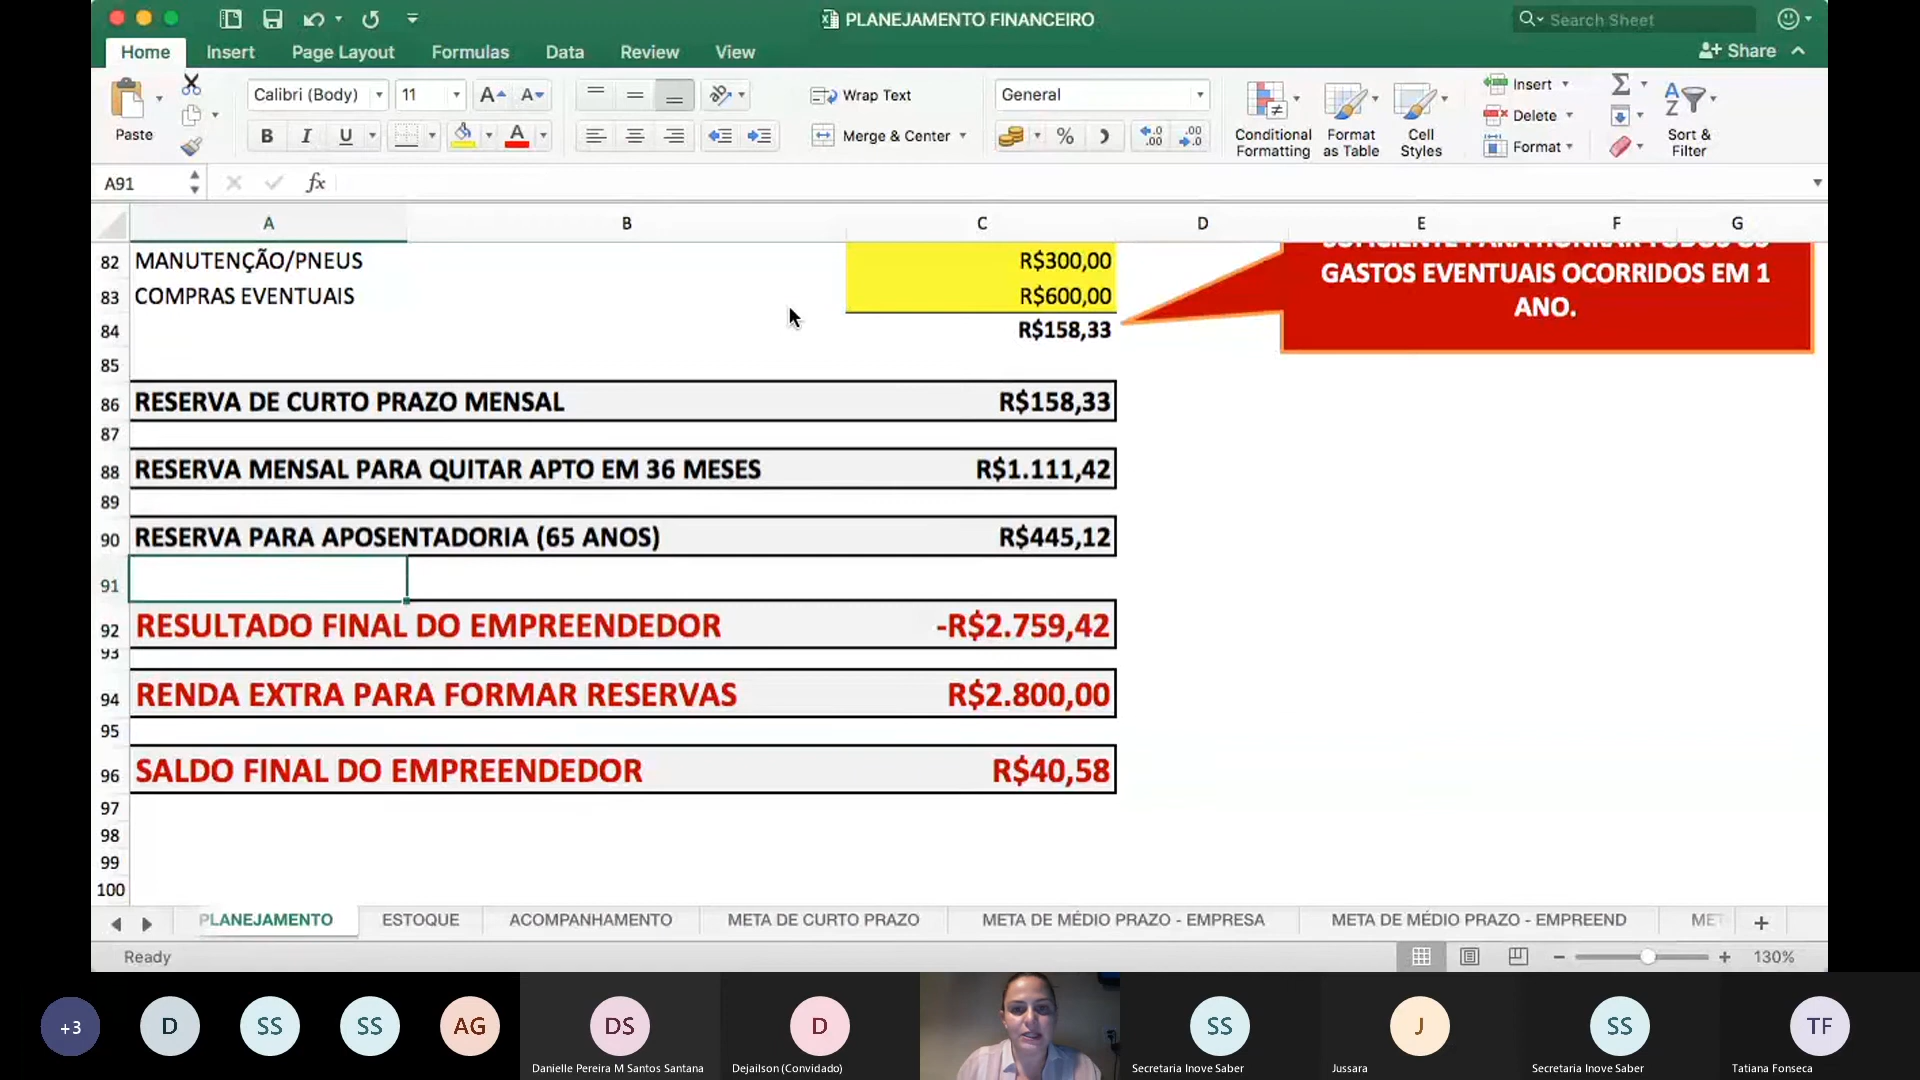 PLANEJAMENTO FINANCEIRO
Search Sheet
Home Insert Page Layout Formulas Data Review View
Share
Paste
Calibri (Body) 11
Wrap Text
Merge & Center
General
Conditional Formatting
Format as Table
Cell Styles
Insert
Delete
Format
Sort & Filter
A91 fx
A B C D E F G
82 MANUTENÇÃO/PNEUS R$300,00
83 COMPRAS EVENTUAIS R$600,00
84 R$158,33
GASTOS EVENTUAIS OCORRIDOS EM 1
ANO.
85
86 RESERVA DE CURTO PRAZO MENSAL R$158,33
87
88 RESERVA MENSAL PARA QUITAR APTO EM 36 MESES R$1.111,42
89
90 RESERVA PARA APOSENTADORIA (65 ANOS) R$445,12
91
92 RESULTADO FINAL DO EMPREENDEDOR -R$2.759,42
93
94 RENDA EXTRA PARA FORMAR RESERVAS R$2.800,00
95
96 SALDO FINAL DO EMPREENDEDOR R$40,58
97
98
99
100
PLANEJAMENTO ESTOQUE ACOMPANHAMENTO META DE CURTO PRAZO META DE MÉDIO PRAZO - EMPRESA META DE MÉDIO PRAZO - EMPREEND
Ready 130%
+3 D SS SS AG DS D SS J SS TF
Danielle Pereira M Santos Santana Dejailson (Convidado) Secretaria Inove Saber Jussara Secretaria Inove Saber Tatiana Fonseca